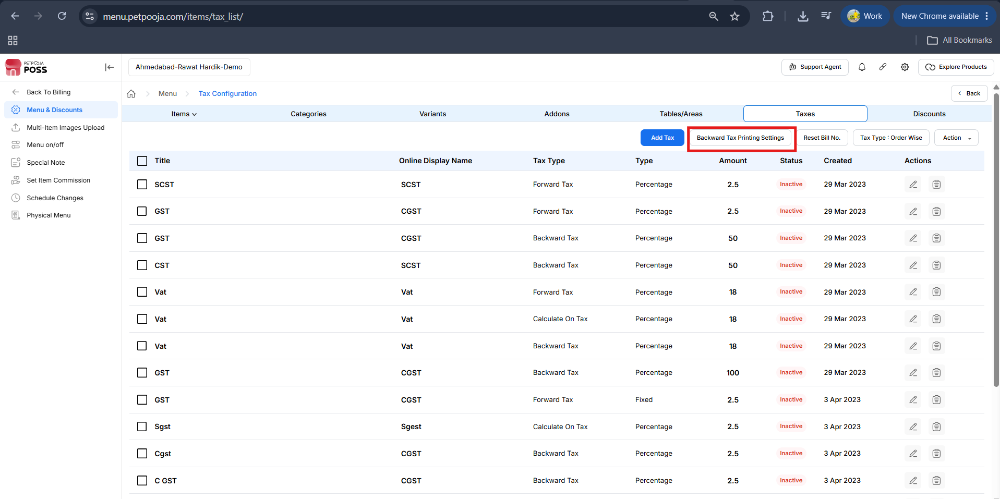 menu.petpooja.com/items/tax_list/
Work
New Chrome available
All Bookmarks
PETPOOJA
POSS
Ahmedabad-Rawat Hardik-Demo
Support Agent
Explore Products
Back To Billing
Menu & Discounts
Multi-Item Images Upload
Menu on/off
Special Note
Set Item Commission
Schedule Changes
Physical Menu
Menu
Tax Configuration
Back
Items Categories Variants Addons Tables/Areas Taxes Discounts
Add Tax Backward Tax Printing Settings Reset Bill No. Tax Type : Order Wise Action
Title Online Display Name Tax Type Type Amount Status Created Actions
SCST SCST Forward Tax Percentage 2.5 Inactive 29 Mar 2023
GST CGST Forward Tax Percentage 2.5 Inactive 29 Mar 2023
GST CGST Backward Tax Percentage 50 Inactive 29 Mar 2023
CST SCST Backward Tax Percentage 50 Inactive 29 Mar 2023
Vat Vat Forward Tax Percentage 18 Inactive 29 Mar 2023
Vat Vat Calculate On Tax Percentage 18 Inactive 29 Mar 2023
Vat Vat Backward Tax Percentage 18 Inactive 29 Mar 2023
GST CGST Backward Tax Percentage 100 Inactive 29 Mar 2023
GST CGST Forward Tax Fixed 2.5 Inactive 3 Apr 2023
Sgst Sgest Calculate On Tax Percentage 2.5 Inactive 3 Apr 2023
Cgst CGST Backward Tax Percentage 2.5 Inactive 3 Apr 2023
C GST CGST Backward Tax Percentage 2.5 Inactive 3 Apr 2023